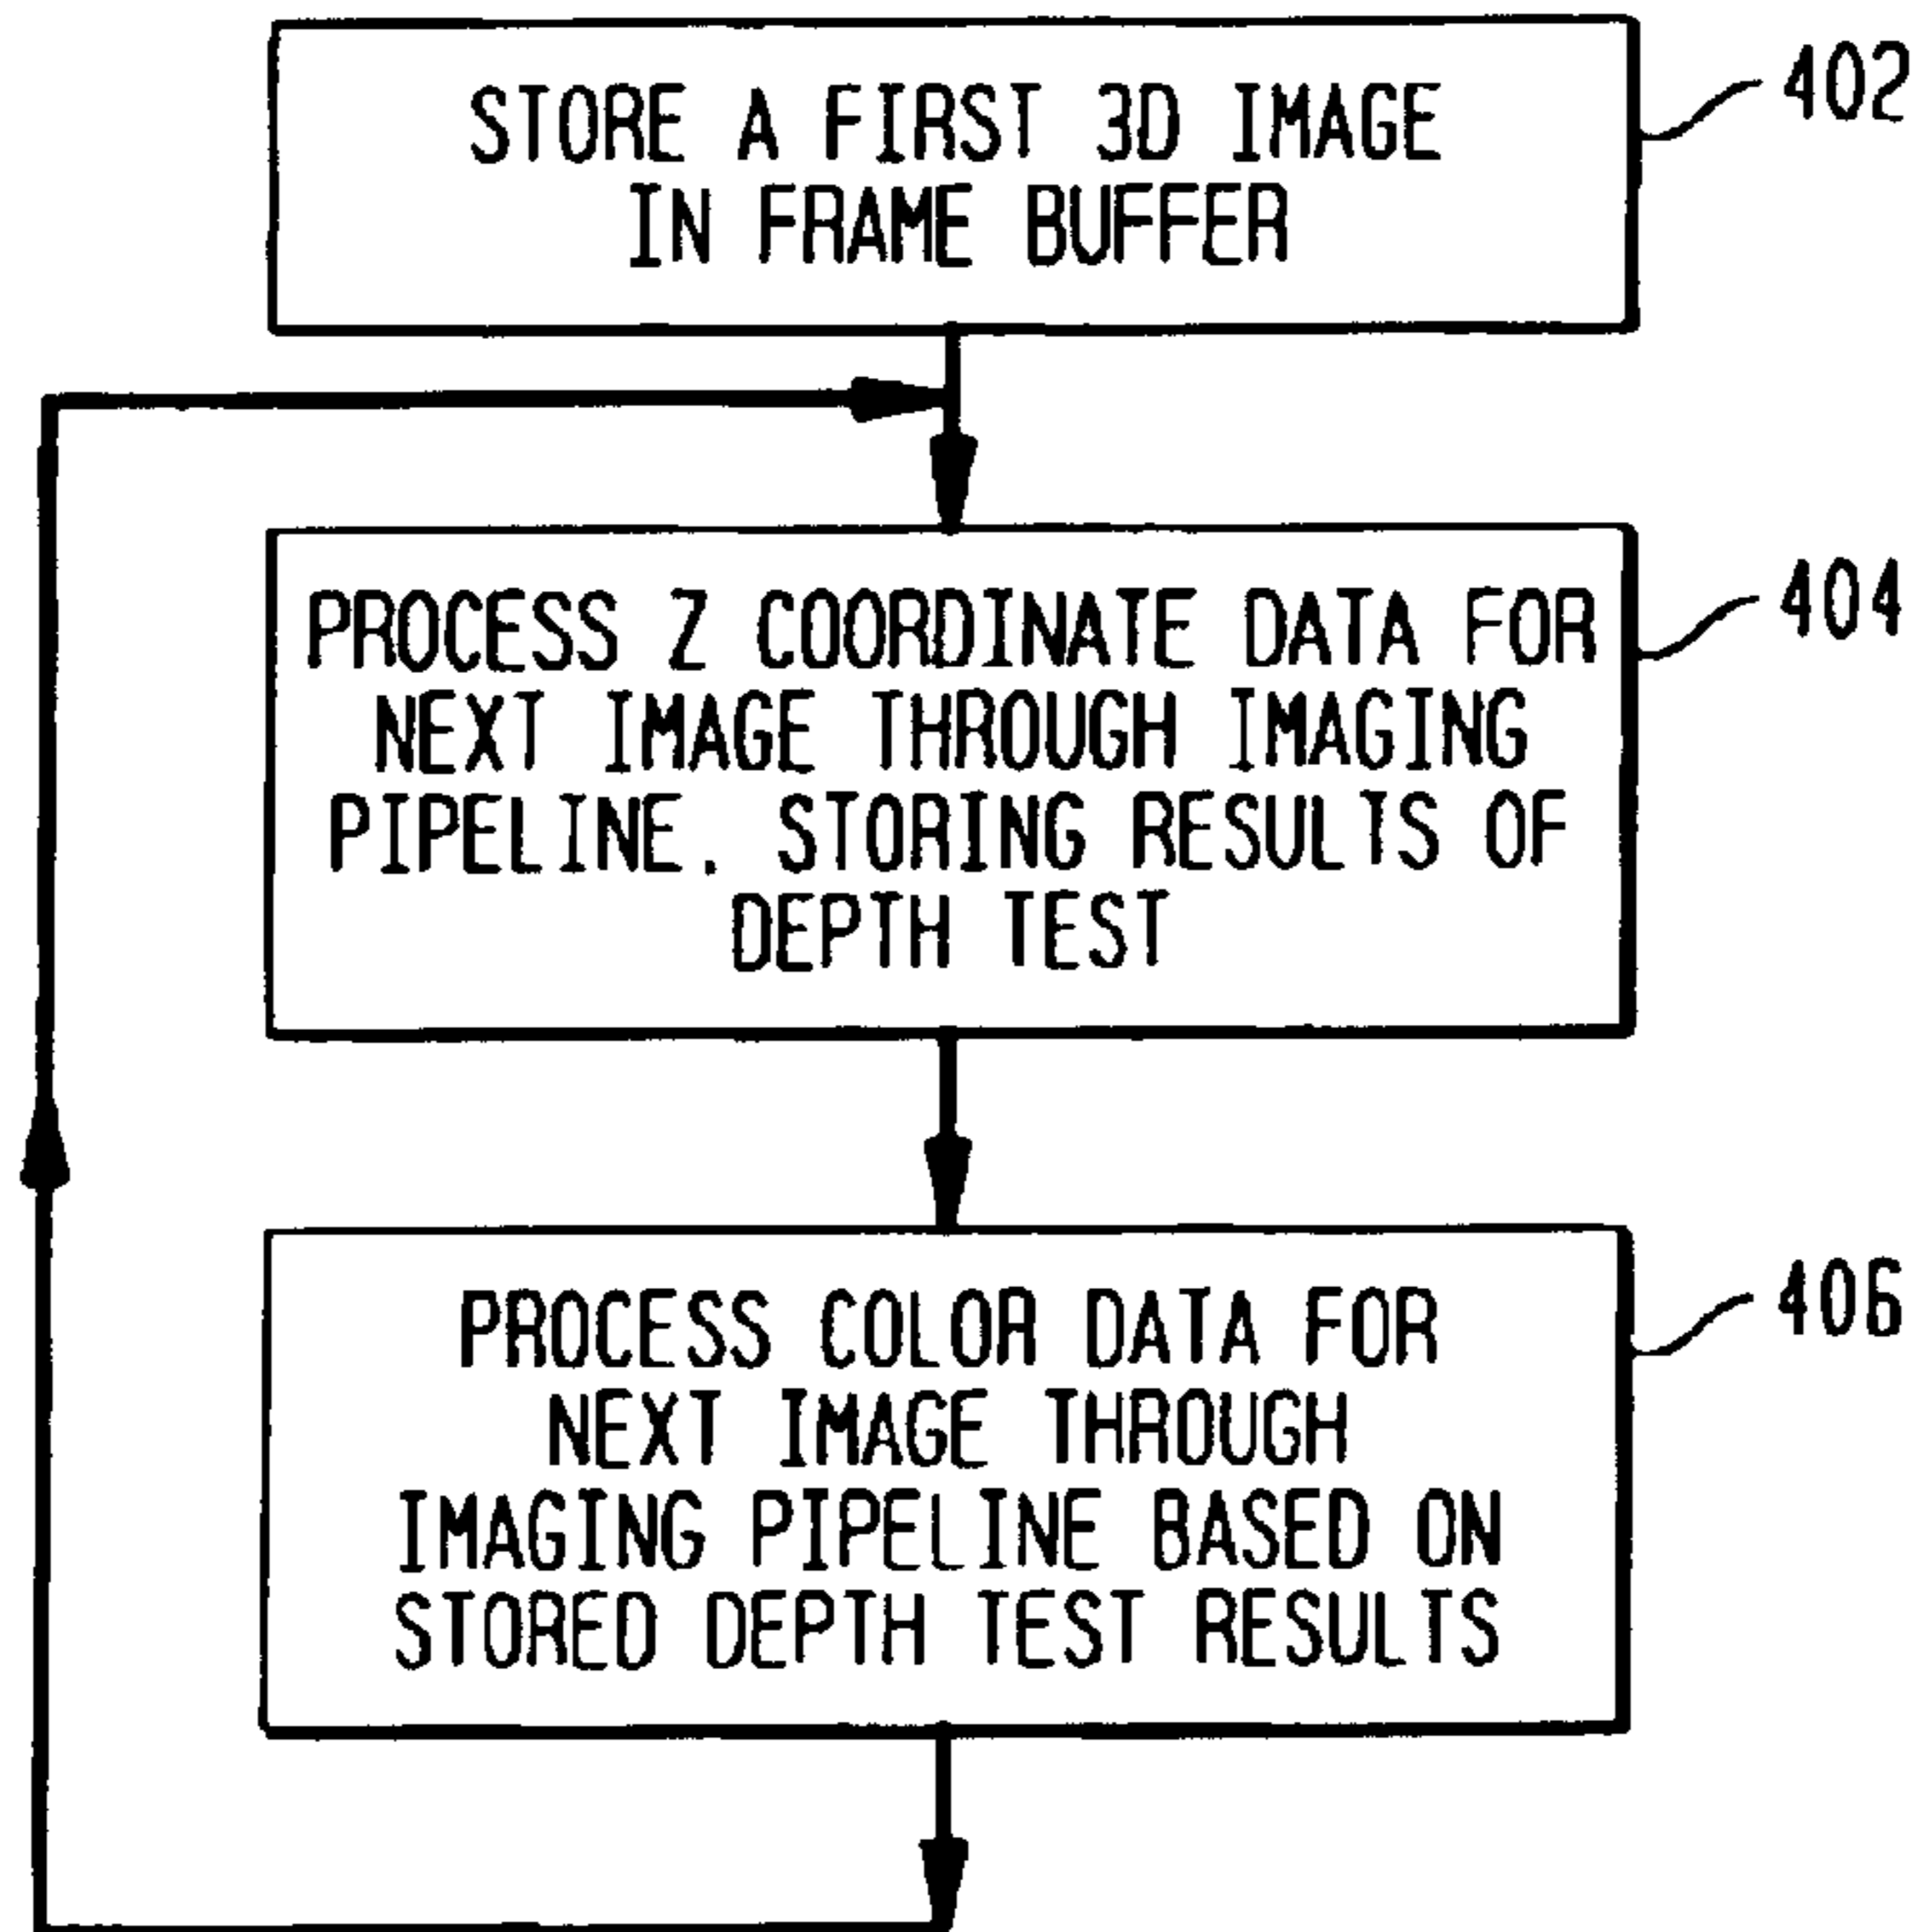 STORE A FIRST 3D IMAGE
IN FRAME BUFFER
402
PROCESS Z COORDINATE DATA FOR
NEXT IMAGE THROUGH IMAGING
PIPELINE, STORING RESULTS OF
DEPTH TEST
404
PROCESS COLOR DATA FOR
NEXT IMAGE THROUGH
IMAGING PIPELINE BASED ON
STORED DEPTH TEST RESULTS
406